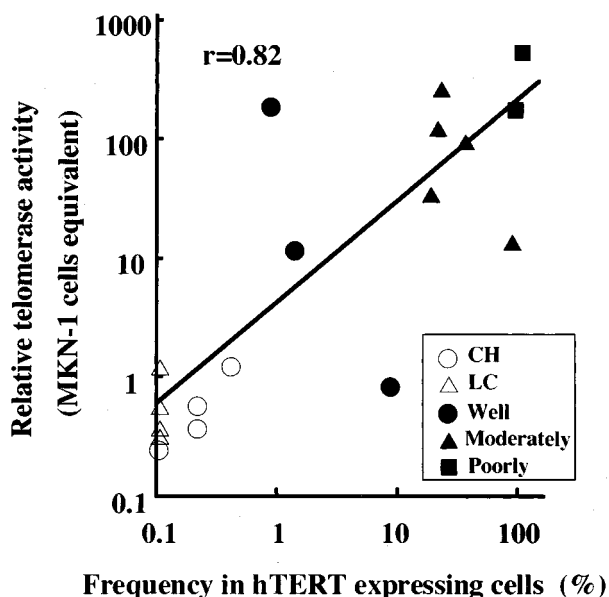 1000
r=0.82
100
10
1
0.1
Relative telomerase activity
(MKN-1 cells equivalent)
CH
LC
Well
Moderately
Poorly
0.1 1 10 100
Frequency in hTERT expressing cells (%)